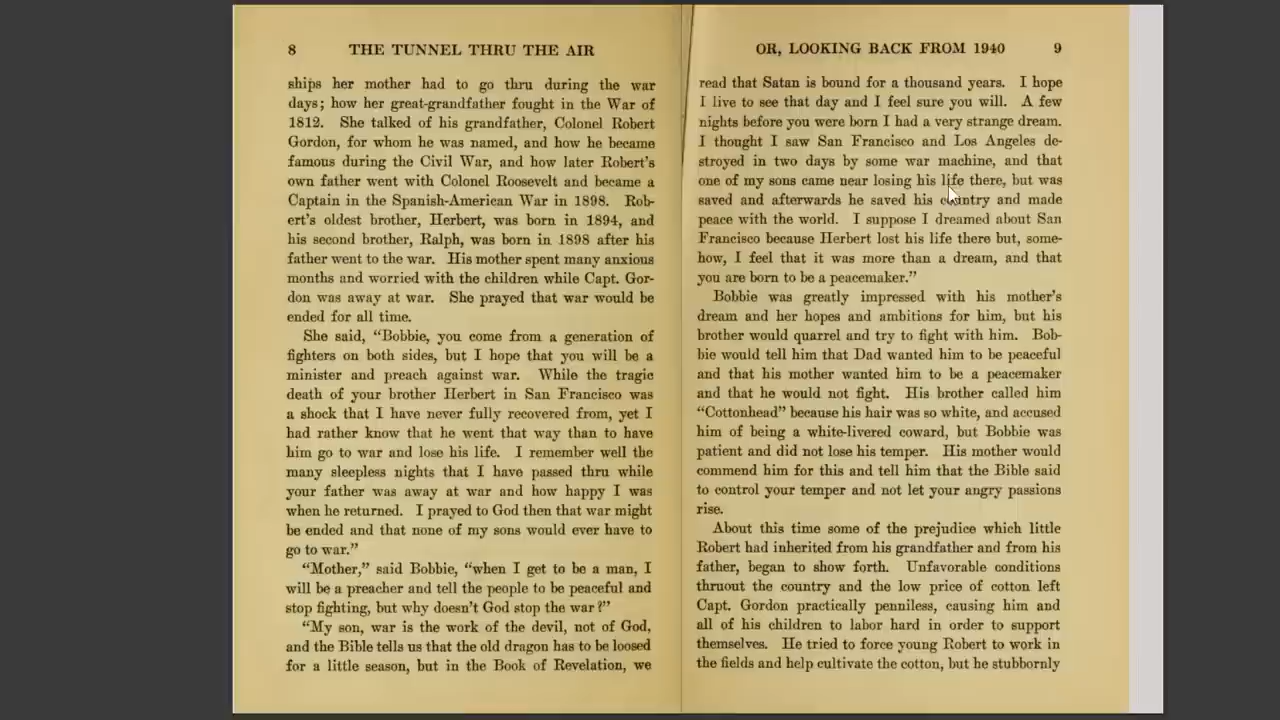 8 THE TUNNEL THRU THE AIR
ships her mother had to go thru during the war
days; how her great-grandfather fought in the War of
1812. She talked of his grandfather, Colonel Robert
Gordon, for whom he was named, and how he became
famous during the Civil War, and how later Robert's
own father went with Colonel Roosevelt and became a
Captain in the Spanish-American War in 1898. Rob-
ert's oldest brother, Herbert, was born in 1894, and
his second brother, Ralph, was born in 1898 after his
father went to the war. His mother spent many anxious
months and worried with the children while Capt. Gor-
don was away at war. She prayed that war would be
ended for all time.
She said, "Bobbie, you come from a generation of
fighters on both sides, but I hope that you will be a
minister and preach against war. While the tragic
death of your brother Herbert in San Francisco was
a shock that I have never fully recovered from, yet I
had rather know that he went that way than to have
him go to war and lose his life. I remember well the
many sleepless nights that I have passed thru while
your father was away at war and how happy I was
when he returned. I prayed to God then that war might
be ended and that none of my sons would ever have to
go to war."
"Mother," said Bobbie, "when I get to be a man, I
will be a preacher and tell the people to be peaceful and
stop fighting, but why doesn't God stop the war?"
"My son, war is the work of the devil, not of God,
and the Bible tells us that the old dragon has to be loosed
for a little season, but in the Book of Revelation, we
OR, LOOKING BACK FROM 1940 9
read that Satan is bound for a thousand years. I hope
I live to see that day and I feel sure you will. A few
nights before you were born I had a very strange dream.
I thought I saw San Francisco and Los Angeles de-
stroyed in two days by some war machine, and that
one of my sons came near losing his life there, but was
saved and afterwards he saved his country and made
peace with the world. I suppose I dreamed about San
Francisco because Herbert lost his life there but, some-
how, I feel that it was more than a dream, and that
you are born to be a peacemaker."
Bobbie was greatly impressed with his mother's
dream and her hopes and ambitions for him, but his
brother would quarrel and try to fight with him. Bob-
bie would tell him that Dad wanted him to be peaceful
and that his mother wanted him to be a peacemaker
and that he would not fight. His brother called him
"Cottonhead" because his hair was so white, and accused
him of being a white-livered coward, but Bobbie was
patient and did not lose his temper. His mother would
commend him for this and tell him that the Bible said
to control your temper and not let your angry passions
rise.
About this time some of the prejudice which little
Robert had inherited from his grandfather and from his
father, began to show forth. Unfavorable conditions
thruout the country and the low price of cotton left
Capt. Gordon practically penniless, causing him and
all of his children to labor hard in order to support
themselves. He tried to force young Robert to work in
the fields and help cultivate the cotton, but he stubbornly